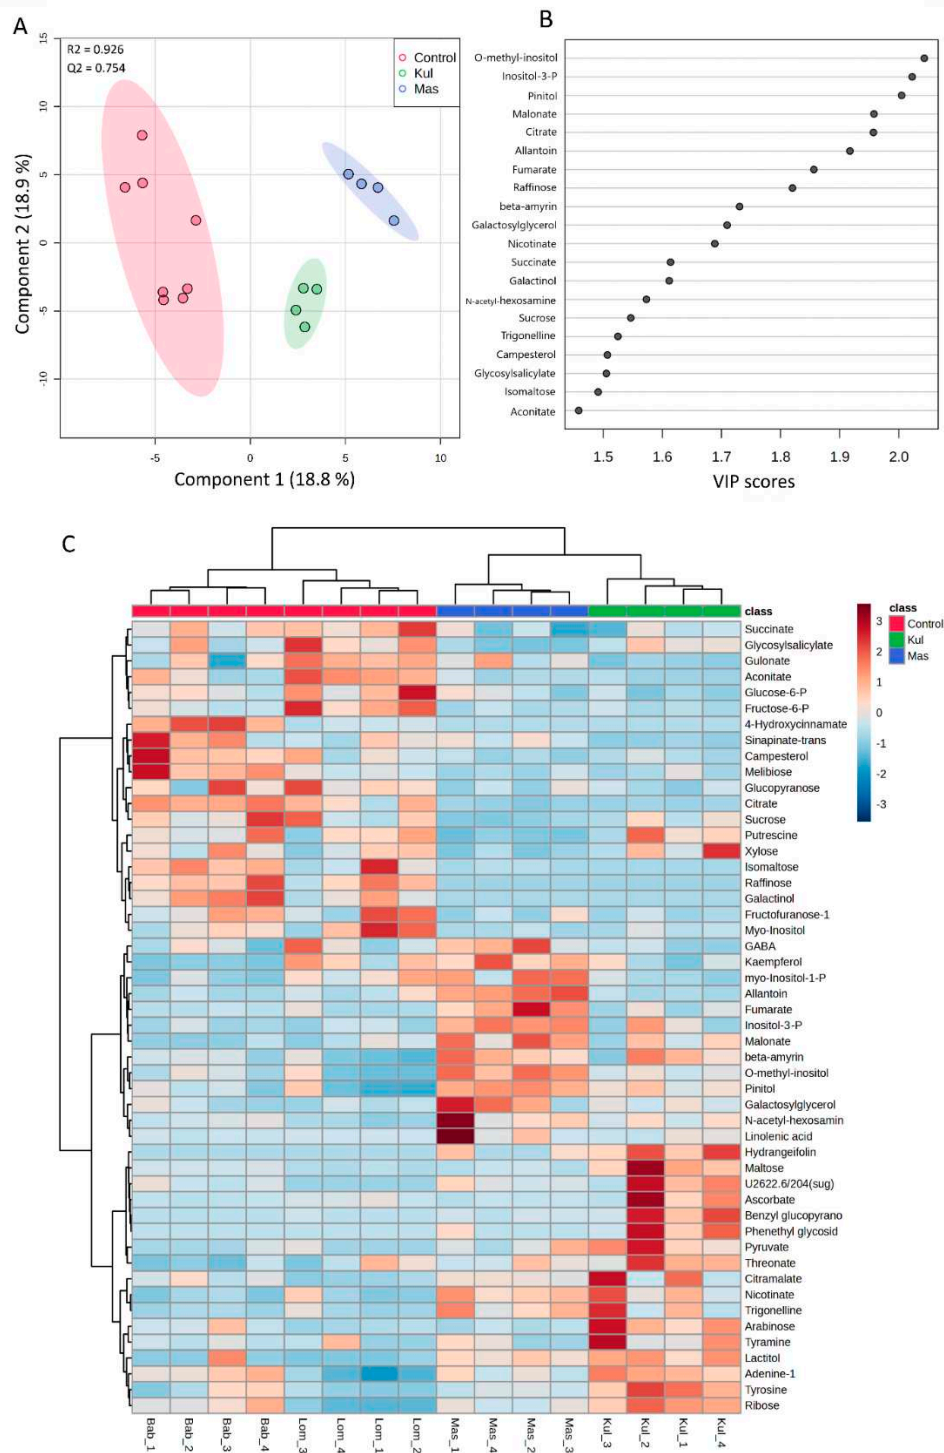 A
R2 = 0.926
Q2 = 0.754
Control
Kul
Mas
15
10
5
0
-5
-10
Component 2 (18.9 %)
-5
0
5
10
Component 1 (18.8 %)
B
O-methyl-inositol
Inositol-3-P
Pinitol
Malonate
Citrate
Allantoin
Fumarate
Raffinose
beta-amyrin
Galactosylglycerol
Nicotinate
Succinate
Galactinol
N-acetyl-hexosamine
Sucrose
Trigonelline
Campesterol
Glycosylsalicylate
Isomaltose
Aconitate
1.5
1.6
1.7
1.8
1.9
2.0
VIP scores
C
class
Succinate
Glycosylsalicylate
Gulonate
Aconitate
Glucose-6-P
Fructose-6-P
4-Hydroxycinnamate
Sinapinate-trans
Campesterol
Melibiose
Glucopyranose
Citrate
Sucrose
Putrescine
Xylose
Isomaltose
Raffinose
Galactinol
Fructofuranose-1
Myo-Inositol
GABA
Kaempferol
myo-Inositol-1-P
Allantoin
Fumarate
Inositol-3-P
Malonate
beta-amyrin
O-methyl-inositol
Pinitol
Galactosylglycerol
N-acetyl-hexosamin
Linolenic acid
Hydrangeifolin
Maltose
U2622.6/204(sug)
Ascorbate
Benzyl glucopyrano
Phenethyl glycosid
Pyruvate
Threonate
Citramalate
Nicotinate
Trigonelline
Arabinose
Tyramine
Lactitol
Adenine-1
Tyrosine
Ribose
3
2
1
0
-1
-2
-3
class
Control
Kul
Mas
Bab_1
Bab_2
Bab_3
Bab_4
Lom_3
Lom_4
Lom_1
Lom_2
Mas_1
Mas_4
Mas_2
Mas_3
Kul_3
Kul_2
Kul_1
Kul_4